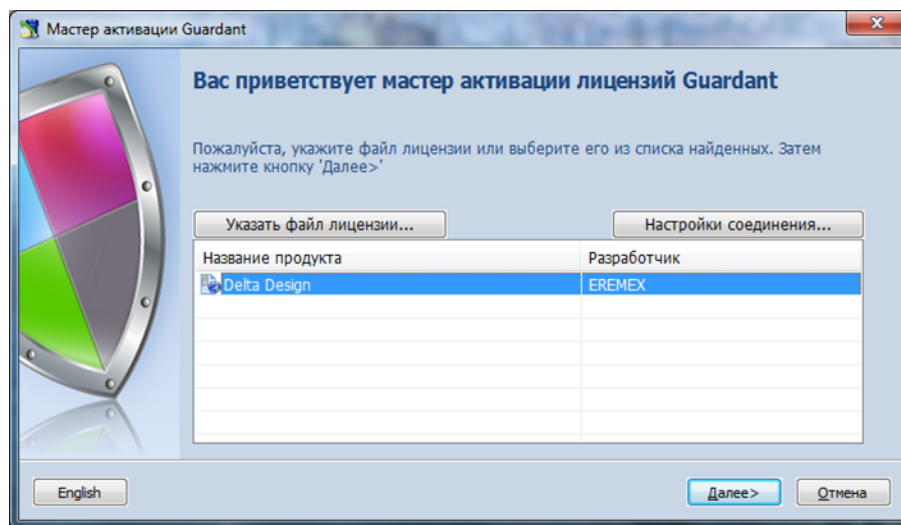 Мастер активации Guardant
Вас приветствует мастер активации лицензий Guardant
Пожалуйста, укажите файл лицензии или выберите его из списка найденных. Затем
нажмите кнопку 'Далее>'
Указать файл лицензии... Настройки соединения...
Название продукта Разработчик
Delta Design EREMEX
English Далее> Отмена